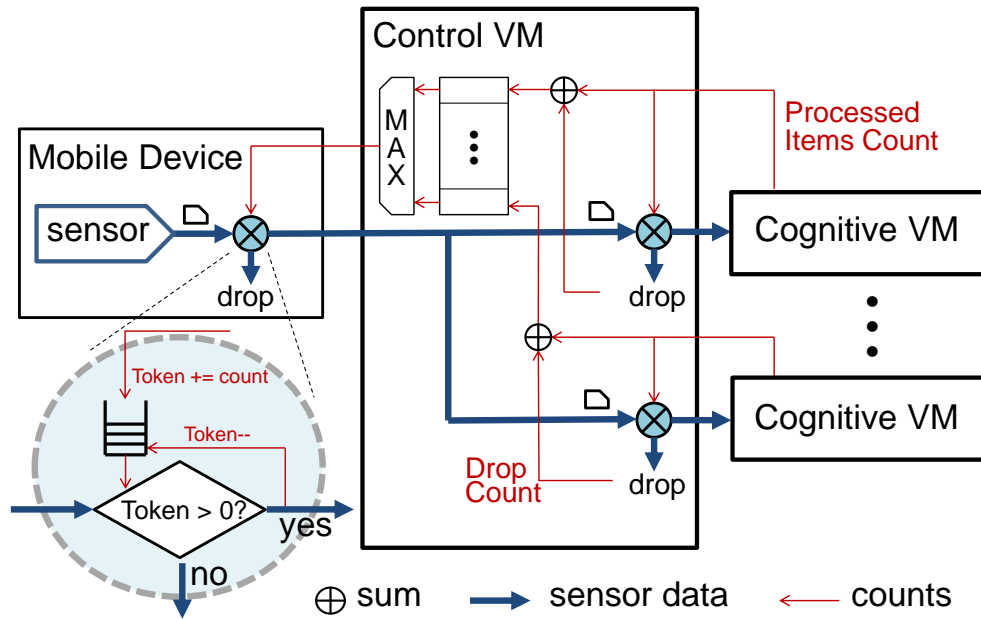 Control VM
M
A
X
Processed
Items Count
Mobile Device
sensor
drop
drop
Cognitive VM
Token += count
Token--
Token > 0?
yes
no
Drop
Count
drop
Cognitive VM
sum
sensor data
counts